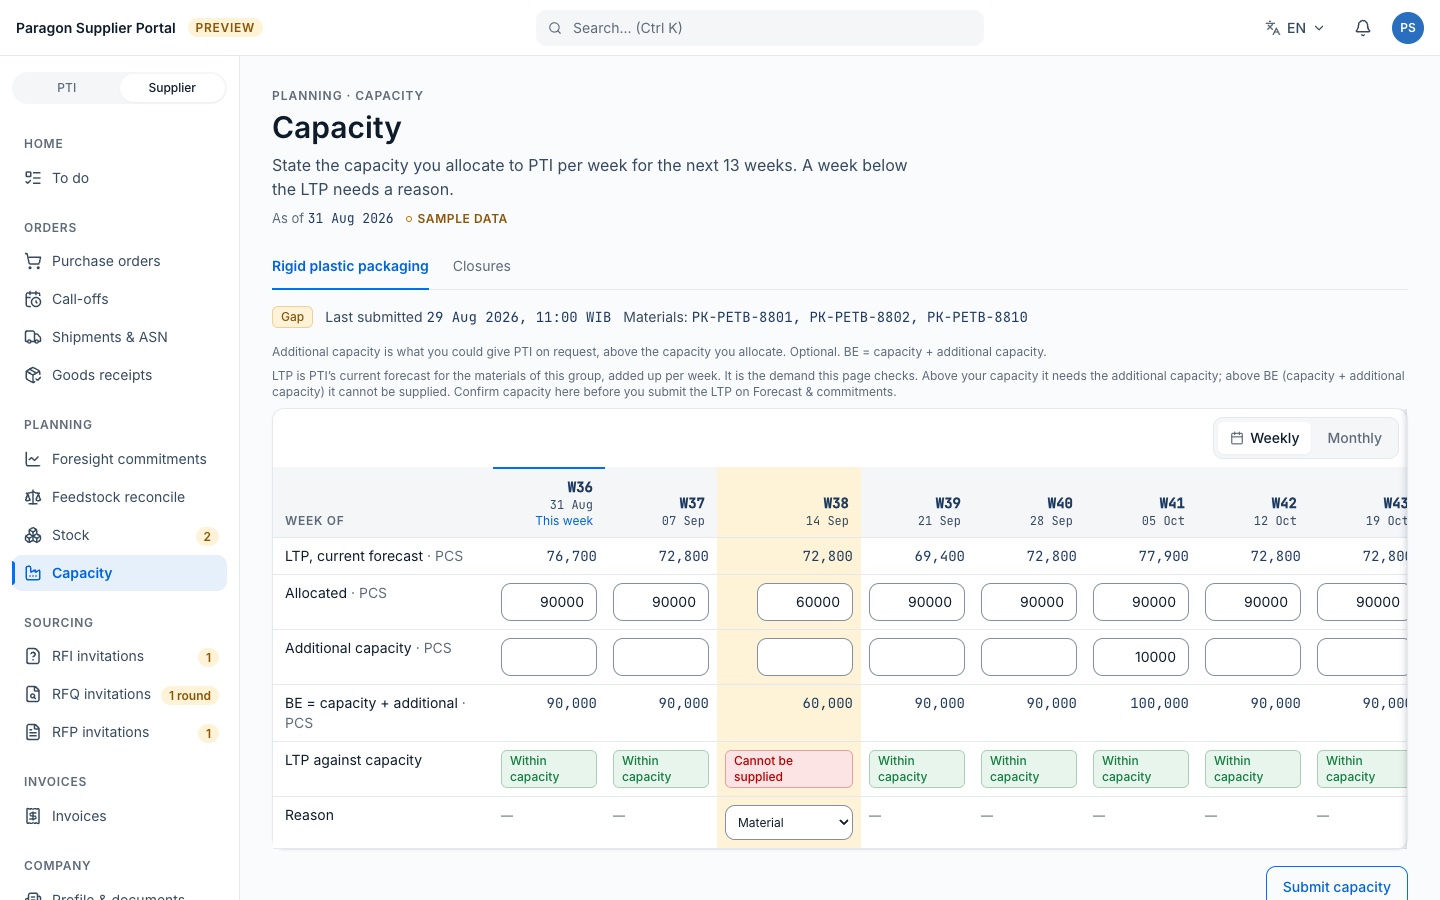 Paragon Supplier Portal PREVIEW
Search... (Ctrl K)
EN
PS
PTI Supplier
HOME
To do
ORDERS
Purchase orders
Call-offs
Shipments & ASN
Goods receipts
PLANNING
Foresight commitments
Feedstock reconcile
Stock 2
Capacity
SOURCING
RFI invitations 1
RFQ invitations 1 round
RFP invitations 1
INVOICES
Invoices
COMPANY
Profile & documents
PLANNING · CAPACITY
Capacity
State the capacity you allocate to PTI per week for the next 13 weeks. A week below
the LTP needs a reason.
As of 31 Aug 2026 SAMPLE DATA
Rigid plastic packaging Closures
Gap Last submitted 29 Aug 2026, 11:00 WIB Materials: PK-PETB-8801, PK-PETB-8802, PK-PETB-8810
Additional capacity is what you could give PTI on request, above the capacity you allocate. Optional. BE = capacity + additional capacity.
LTP is PTI's current forecast for the materials of this group, added up per week. It is the demand this page checks. Above your capacity it needs the additional capacity; above BE (capacity + additional
capacity) it cannot be supplied. Confirm capacity here before you submit the LTP on Forecast & commitments.
Weekly Monthly
W36 W37 W38 W39 W40 W41 W42 W43
31 Aug 07 Sep 14 Sep 21 Sep 28 Sep 05 Oct 12 Oct 19 Oct
WEEK OF This week
LTP, current forecast · PCS 76,700 72,800 72,800 69,400 72,800 77,900 72,800 72,800
Allocated · PCS 90000 90000 60000 90000 90000 90000 90000 90000
Additional capacity · PCS 10000
BE = capacity + additional · 90,000 90,000 60,000 90,000 90,000 100,000 90,000 90,000
PCS
LTP against capacity Within capacity Within capacity Cannot be supplied Within capacity Within capacity Within capacity Within capacity Within capacity
Reason — — Material — — — — —
Submit capacity